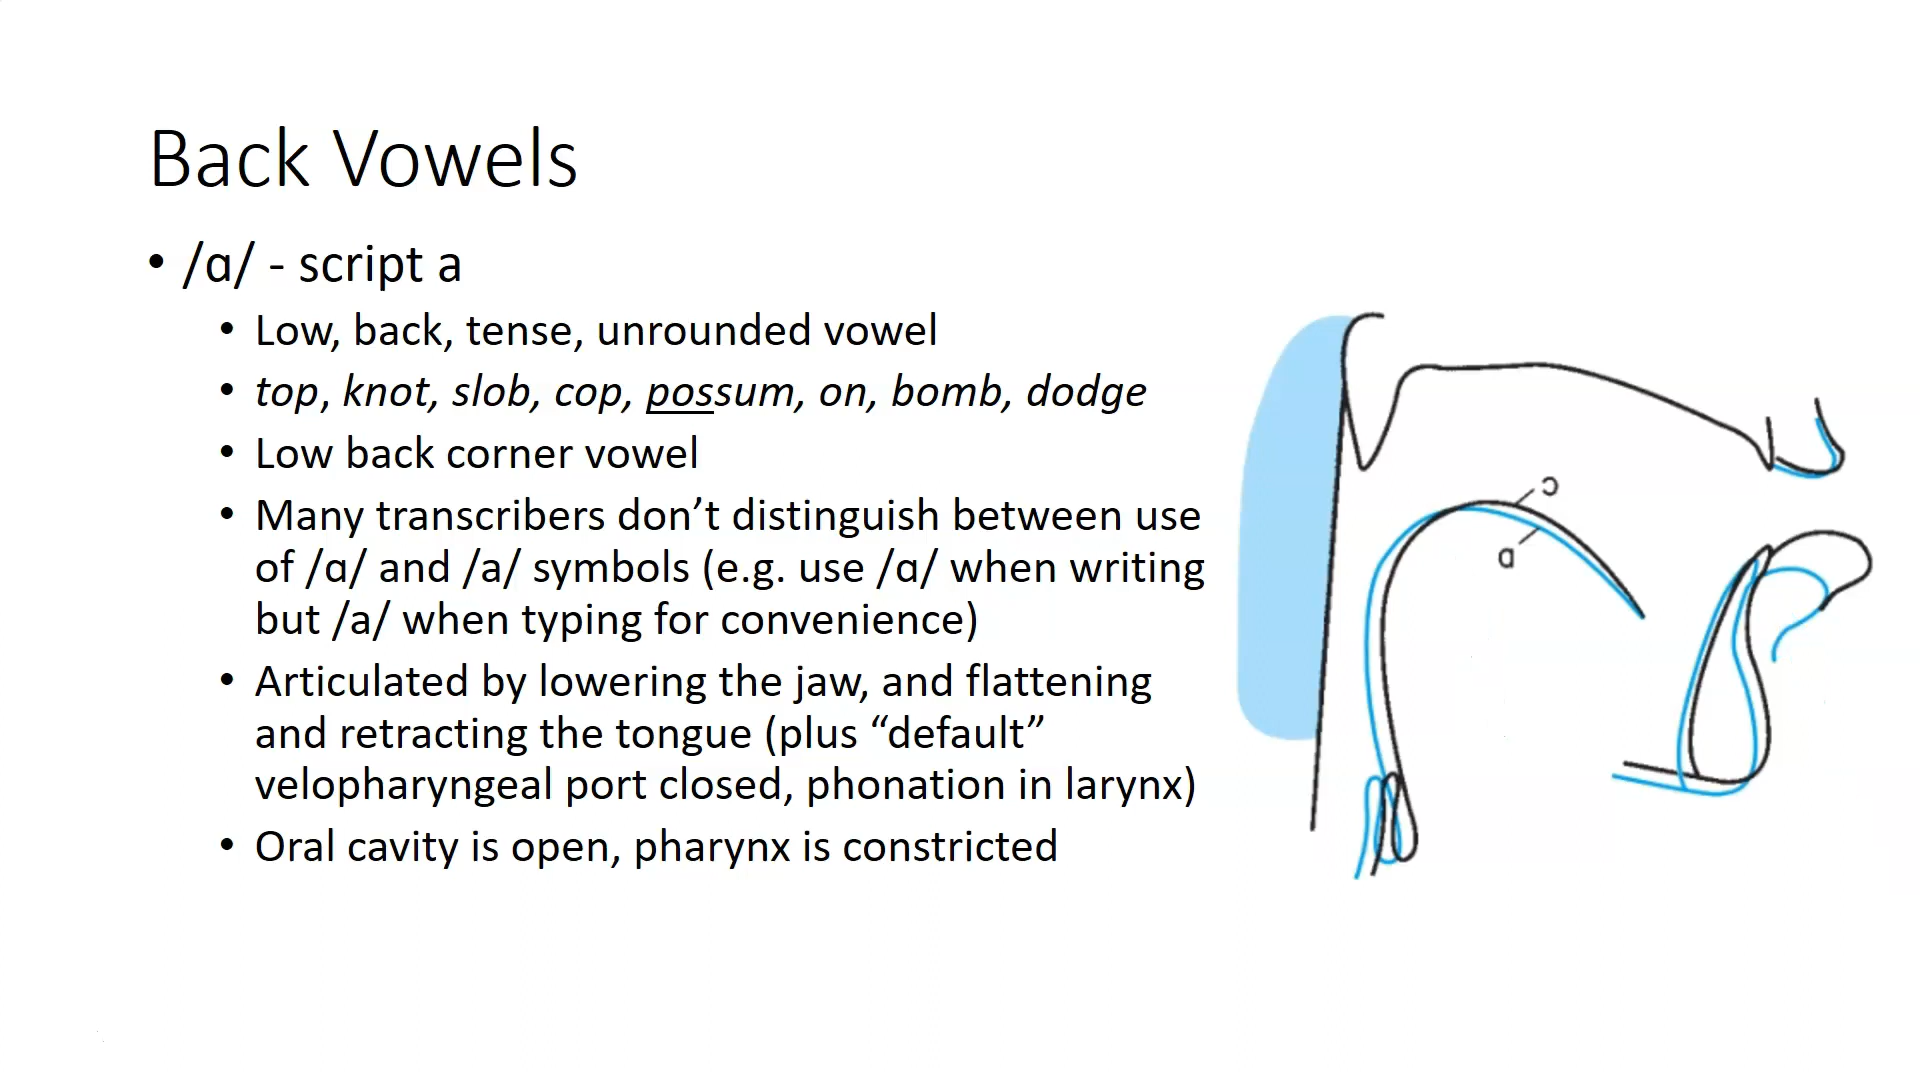 Back Vowels
• /ɑ/ - script a
• Low, back, tense, unrounded vowel
• top, knot, slob, cop, possum, on, bomb, dodge
• Low back corner vowel
• Many transcribers don’t distinguish between use
of /ɑ/ and /a/ symbols (e.g. use /ɑ/ when writing
but /a/ when typing for convenience)
• Articulated by lowering the jaw, and flattening
and retracting the tongue (plus “default”
velopharyngeal port closed, phonation in larynx)
• Oral cavity is open, pharynx is constricted
ɔ
ɑ